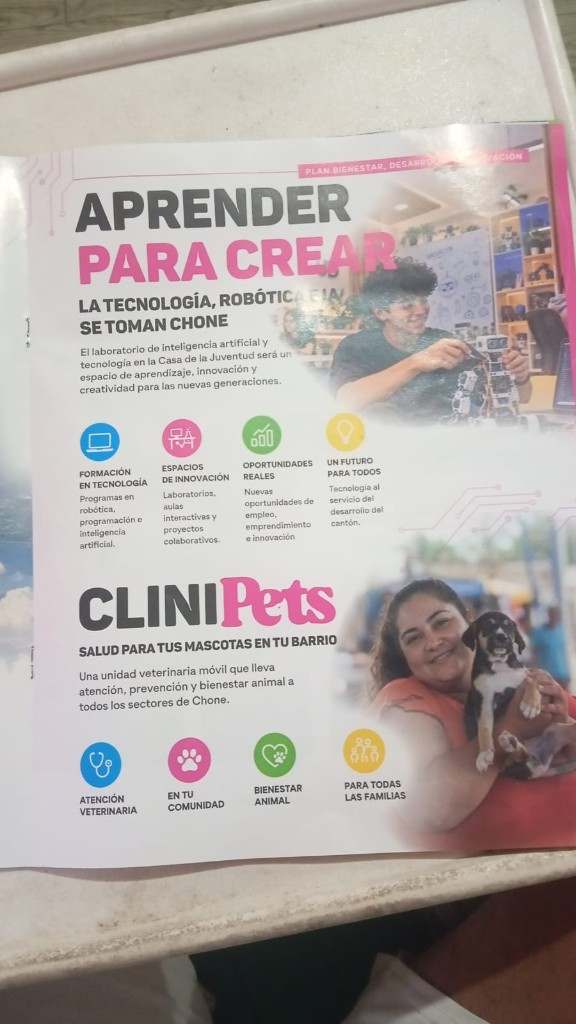 PLAN BIENESTAR, DESARRO
APRENDER
PARA CREAR
LA TECNOLOGÍA, ROBÓTICA E IA
SE TOMAN CHONE
El laboratorio de inteligencia artificial y
tecnología en la Casa de la Juventud será un
espacio de aprendizaje, innovación y
creatividad para las nuevas generaciones.
FORMACIÓN
EN TECNOLOGÍA
Programas en
robótica,
programación e
inteligencia
artificial.
ESPACIOS
DE INNOVACIÓN
Laboratorios,
aulas
interactivas y
proyectos
colaborativos.
OPORTUNIDADES
REALES
Nuevas
oportunidades de
empleo,
emprendimiento
e innovación
UN FUTURO
PARA TODOS
Tecnología al
servicio del
desarrollo del
cantón.
CLINIPets
SALUD PARA TUS MASCOTAS EN TU BARRIO
Una unidad veterinaria móvil que lleva
atención, prevención y bienestar animal a
todos los sectores de Chone.
ATENCIÓN
VETERINARIA
EN TU
COMUNIDAD
BIENESTAR
ANIMAL
PARA TODAS
LAS FAMILIAS